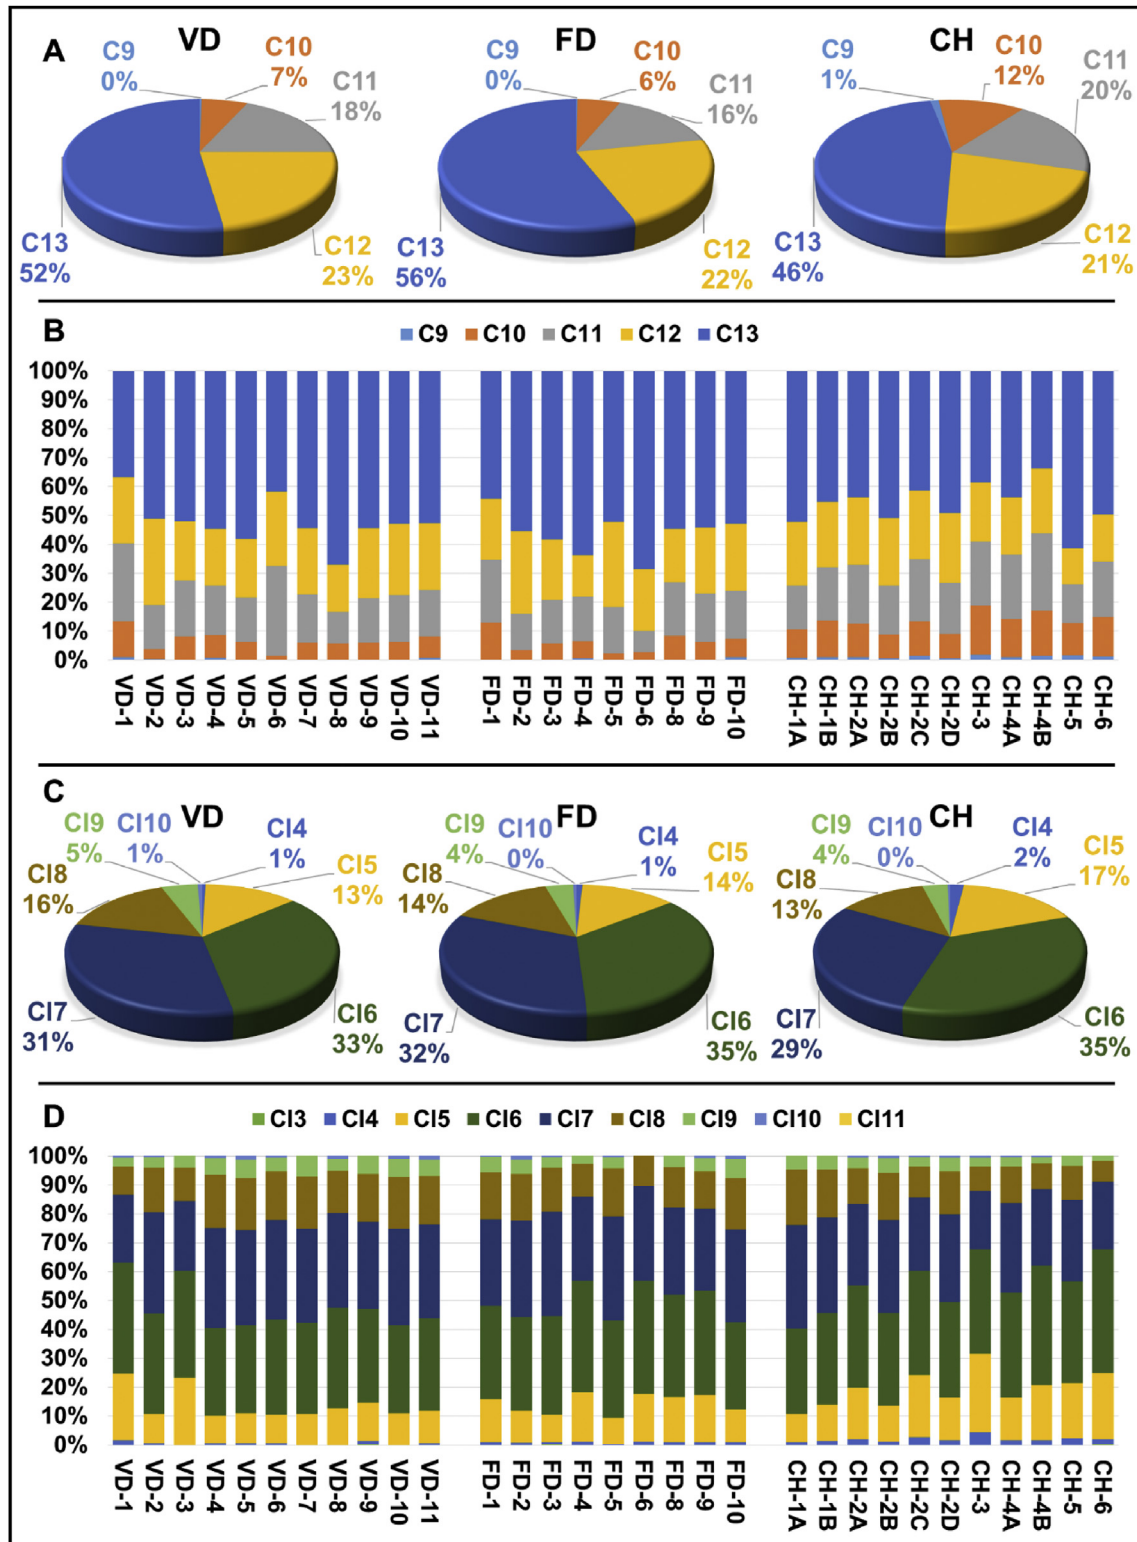 A
VD
FD
CH
C9
0%
C10
7%
C11
18%
C12
23%
C13
52%
C9
0%
C10
6%
C11
16%
C12
22%
C13
56%
C9
1%
C10
12%
C11
20%
C12
21%
C13
46%
B
C9 C10 C11 C12 C13
100%
90%
80%
70%
60%
50%
40%
30%
20%
10%
0%
VD-1
VD-2
VD-3
VD-4
VD-5
VD-6
VD-7
VD-8
VD-9
VD-10
VD-11
FD-1
FD-2
FD-3
FD-4
FD-5
FD-6
FD-8
FD-9
FD-10
CH-1A
CH-1B
CH-2A
CH-2B
CH-2C
CH-2D
CH-3
CH-4A
CH-4B
CH-5
CH-6
C
VD
FD
CH
Cl9
5%
Cl10
1%
Cl4
1%
Cl5
13%
Cl8
16%
Cl7
31%
Cl6
33%
Cl9
4%
Cl10
0%
Cl4
1%
Cl5
14%
Cl8
14%
Cl7
32%
Cl6
35%
Cl9
4%
Cl10
0%
Cl4
2%
Cl5
17%
Cl8
13%
Cl7
29%
Cl6
35%
D
Cl3 Cl4 Cl5 Cl6 Cl7 Cl8 Cl9 Cl10 Cl11
100%
90%
80%
70%
60%
50%
40%
30%
20%
10%
0%
VD-1
VD-2
VD-3
VD-4
VD-5
VD-6
VD-7
VD-8
VD-9
VD-10
VD-11
FD-1
FD-2
FD-3
FD-4
FD-5
FD-6
FD-8
FD-9
FD-10
CH-1A
CH-1B
CH-2A
CH-2B
CH-2C
CH-2D
CH-3
CH-4A
CH-4B
CH-5
CH-6